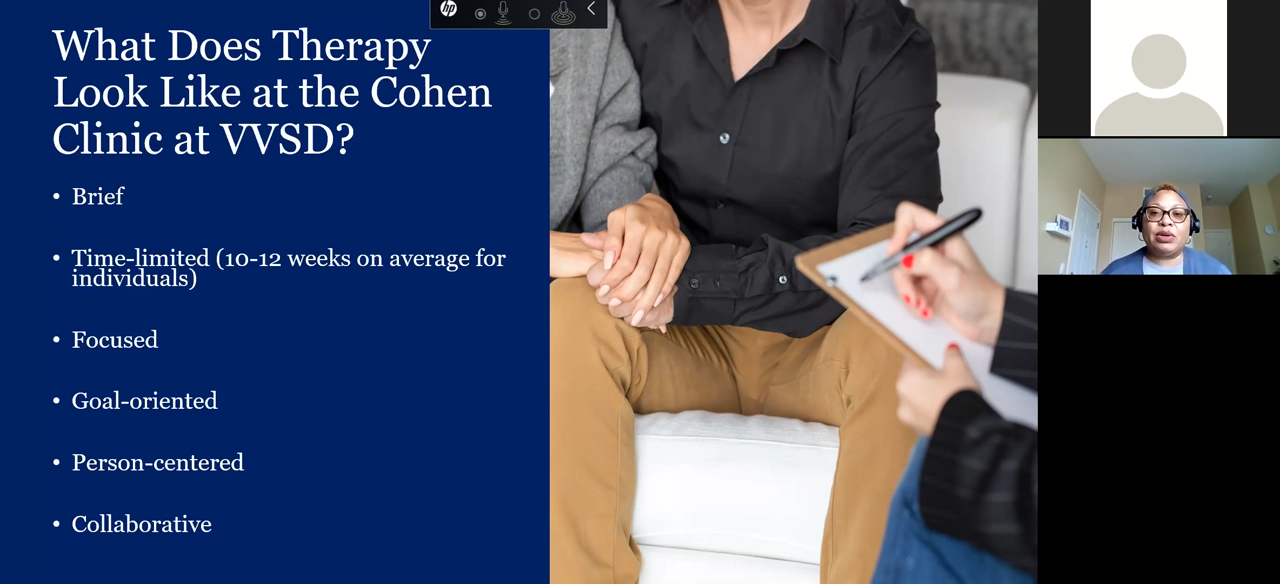 hp
What Does Therapy
Look Like at the Cohen
Clinic at VVSD?
• Brief
• Time-limited (10-12 weeks on average for
individuals)
• Focused
• Goal-oriented
• Person-centered
• Collaborative